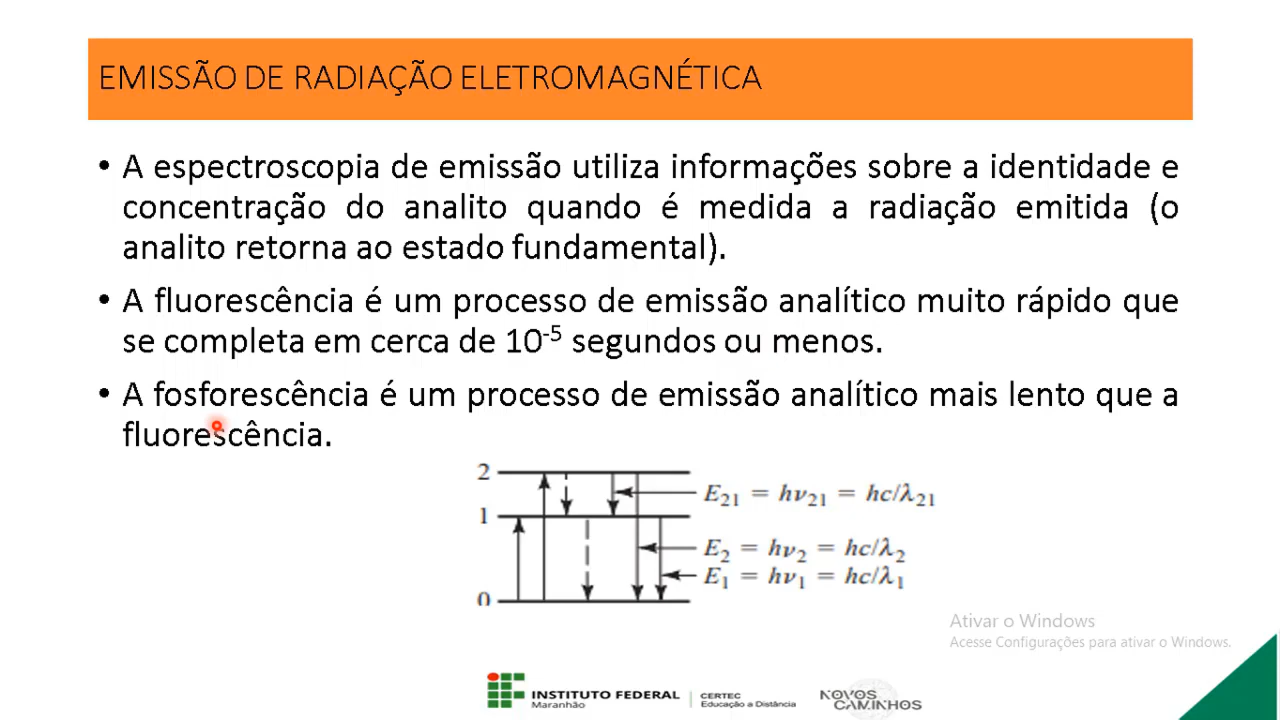 EMISSÃO DE RADIAÇÃO ELETROMAGNÉTICA
• A espectroscopia de emissão utiliza informações sobre a identidade e
concentração do analito quando é medida a radiação emitida (o
analito retorna ao estado fundamental).
• A fluorescência é um processo de emissão analítico muito rápido que
se completa em cerca de 10⁻⁵ segundos ou menos.
• A fosforescência é um processo de emissão analítico mais lento que a
fluorescência.
2
E₂₁ = hν₂₁ = hc/λ₂₁
1
E₂ = hν₂ = hc/λ₂
E₁ = hν₁ = hc/λ₁
0
Ativar o Windows
Acesse Configurações para ativar o Windows.
INSTITUTO FEDERAL
Maranhão
CERTEC
Educação a Distância
NOVOS
CAMINHOS